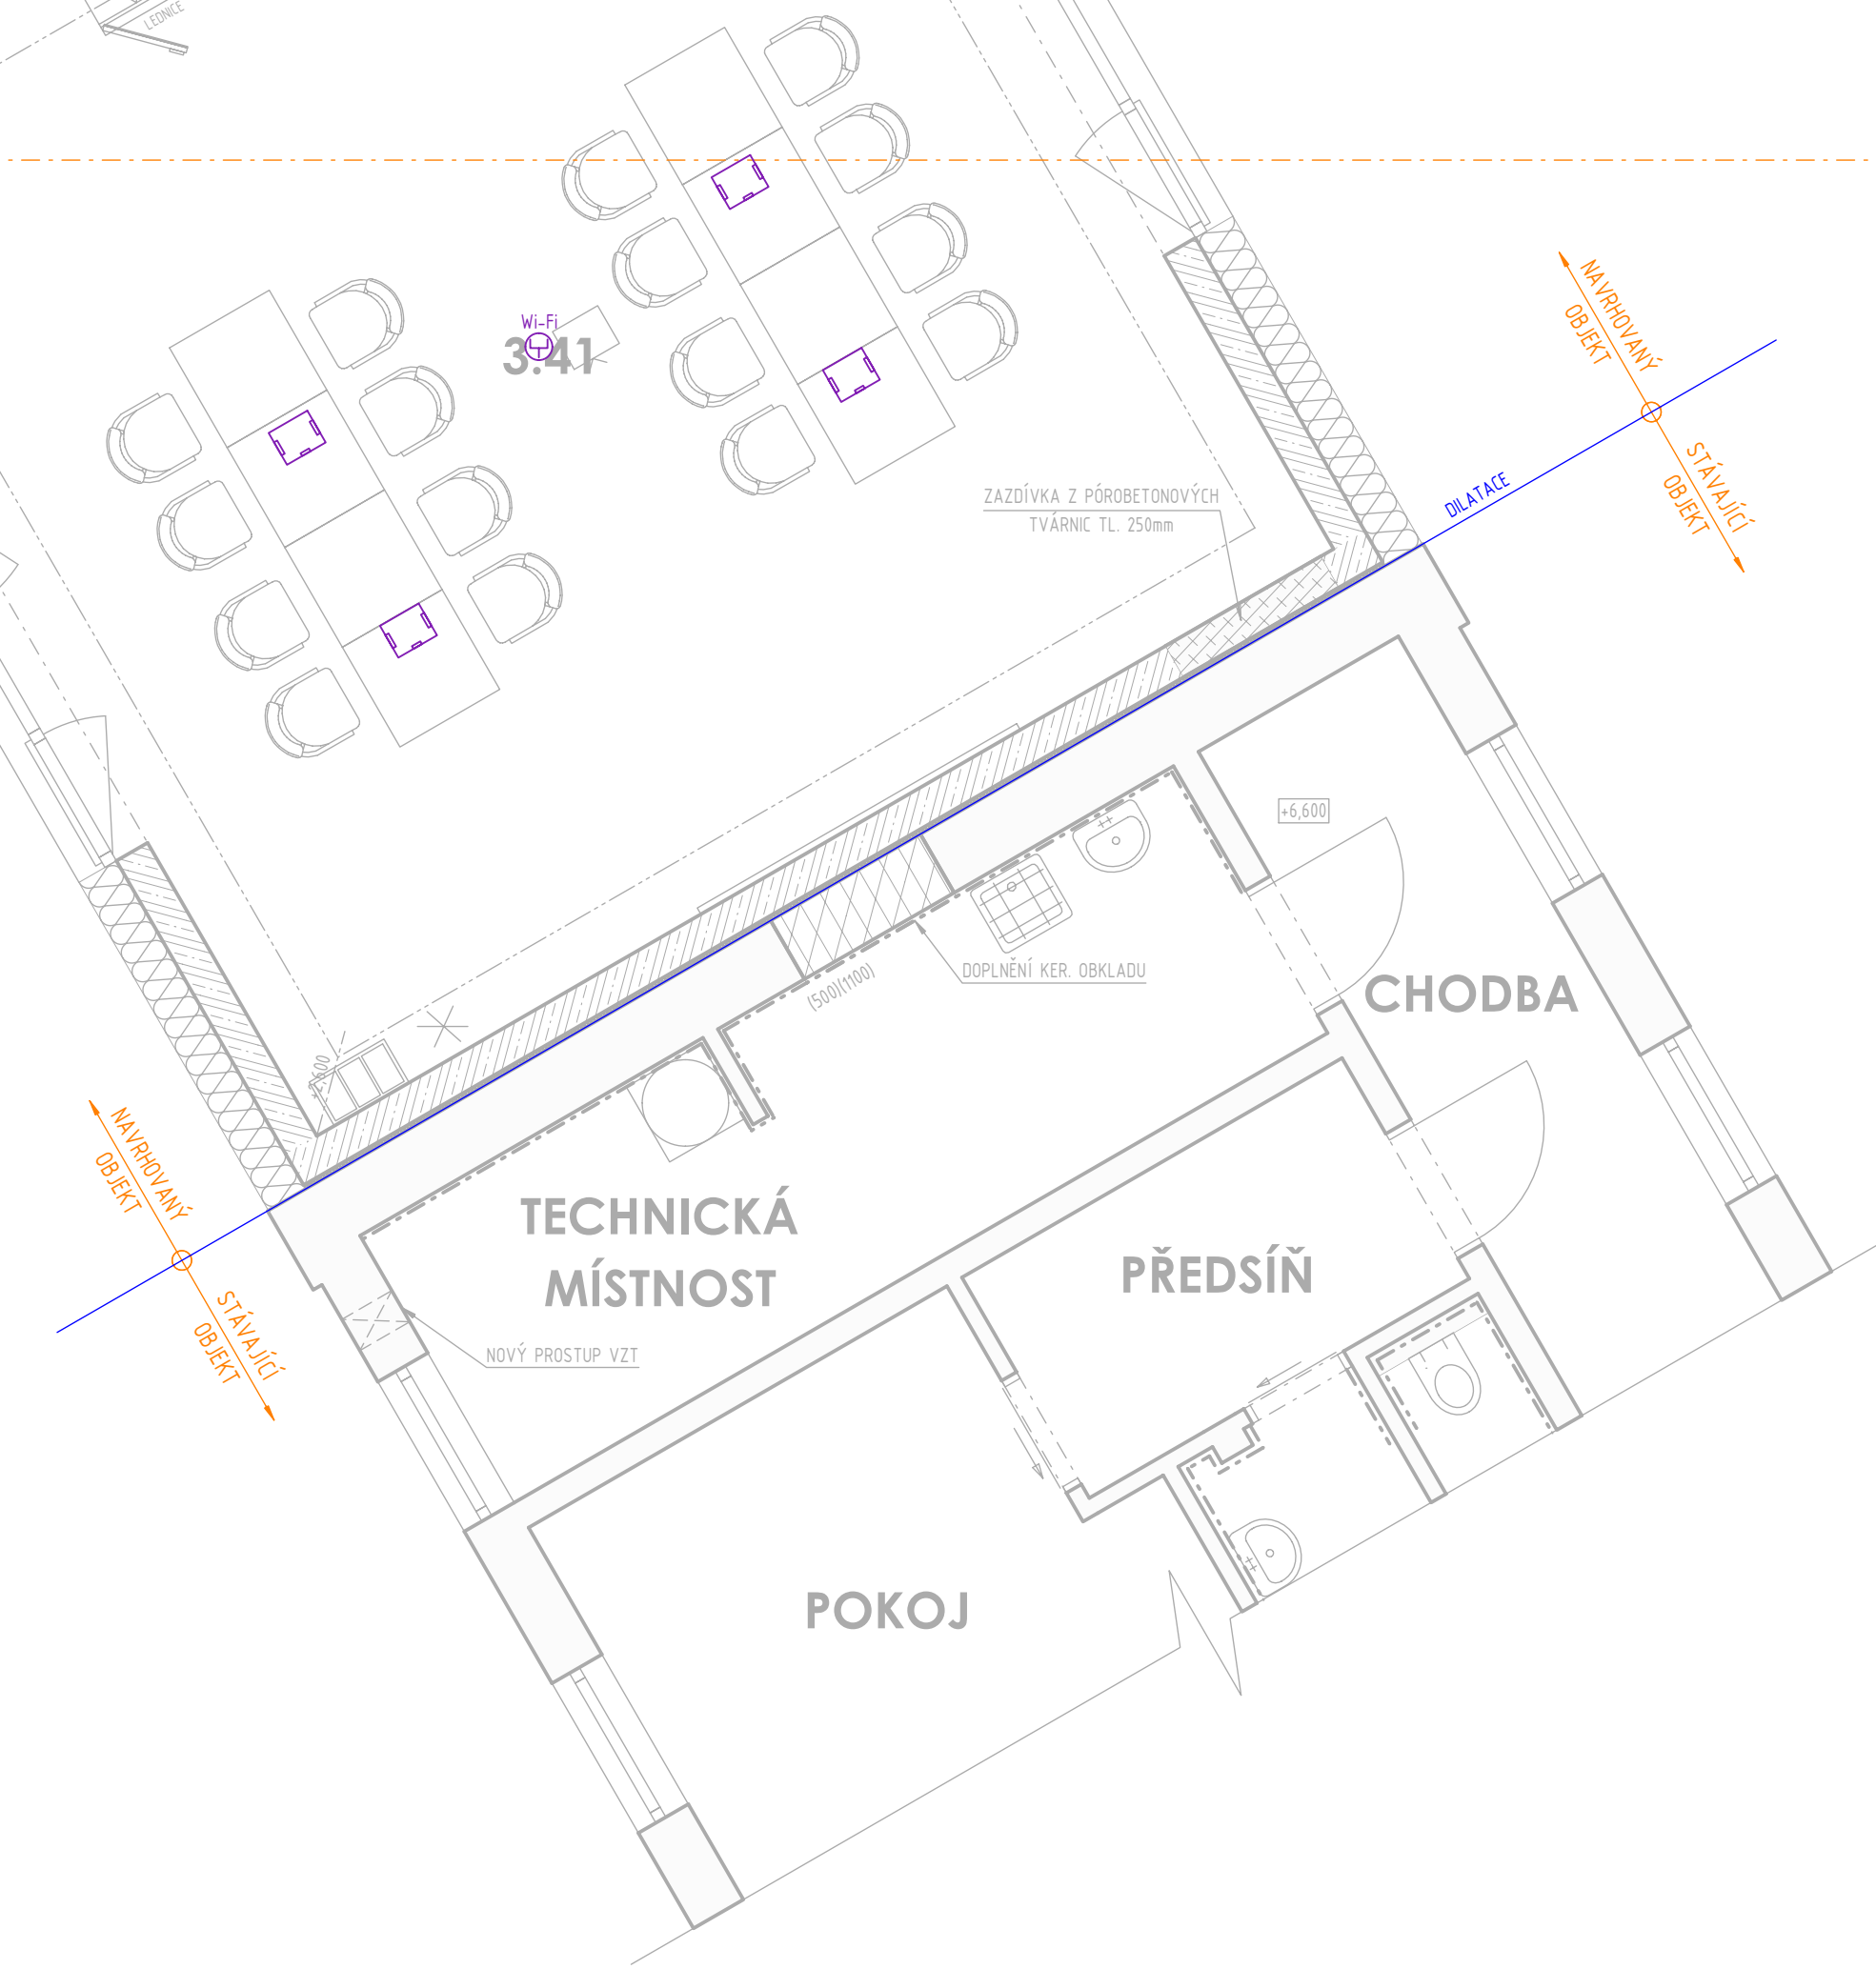 LEDNICE
Wi-Fi
3.41
NAVRHOVANÝ
OBJEKT
STÁVAJÍCÍ
OBJEKT
DILATACE
ZAZDÍVKA Z PÓROBETONOVÝCH
TVÁRNIC TL. 250mm
+6,600
DOPLNĚNÍ KER. OBKLADU
(500)(1100)
CHODBA
NAVRHOVANÝ
OBJEKT
STÁVAJÍCÍ
OBJEKT
TECHNICKÁ
MÍSTNOST
PŘEDSÍŇ
NOVÝ PROSTUP VZT
POKOJ